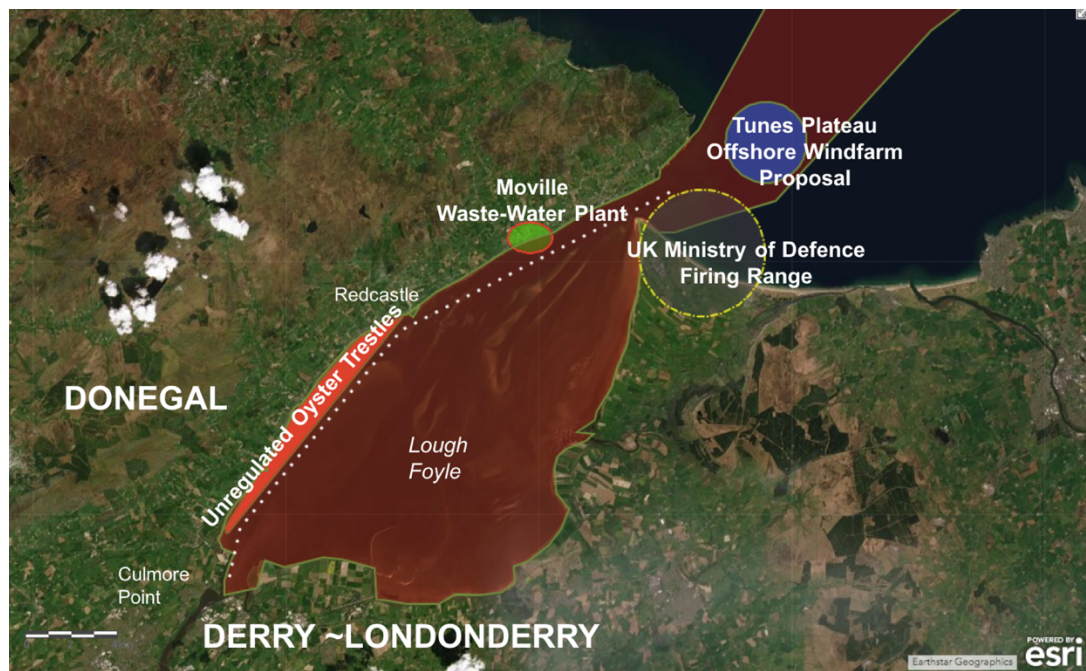 Tunes Plateau
Offshore Windfarm
Proposal
Moville
Waste-Water Plant
UK Ministry of Defence
Firing Range
Redcastle
Unregulated Oyster Trestles
DONEGAL
Lough
Foyle
Culmore
Point
DERRY ~LONDONDERRY
Earthstar Geographics
POWERED BY
esri